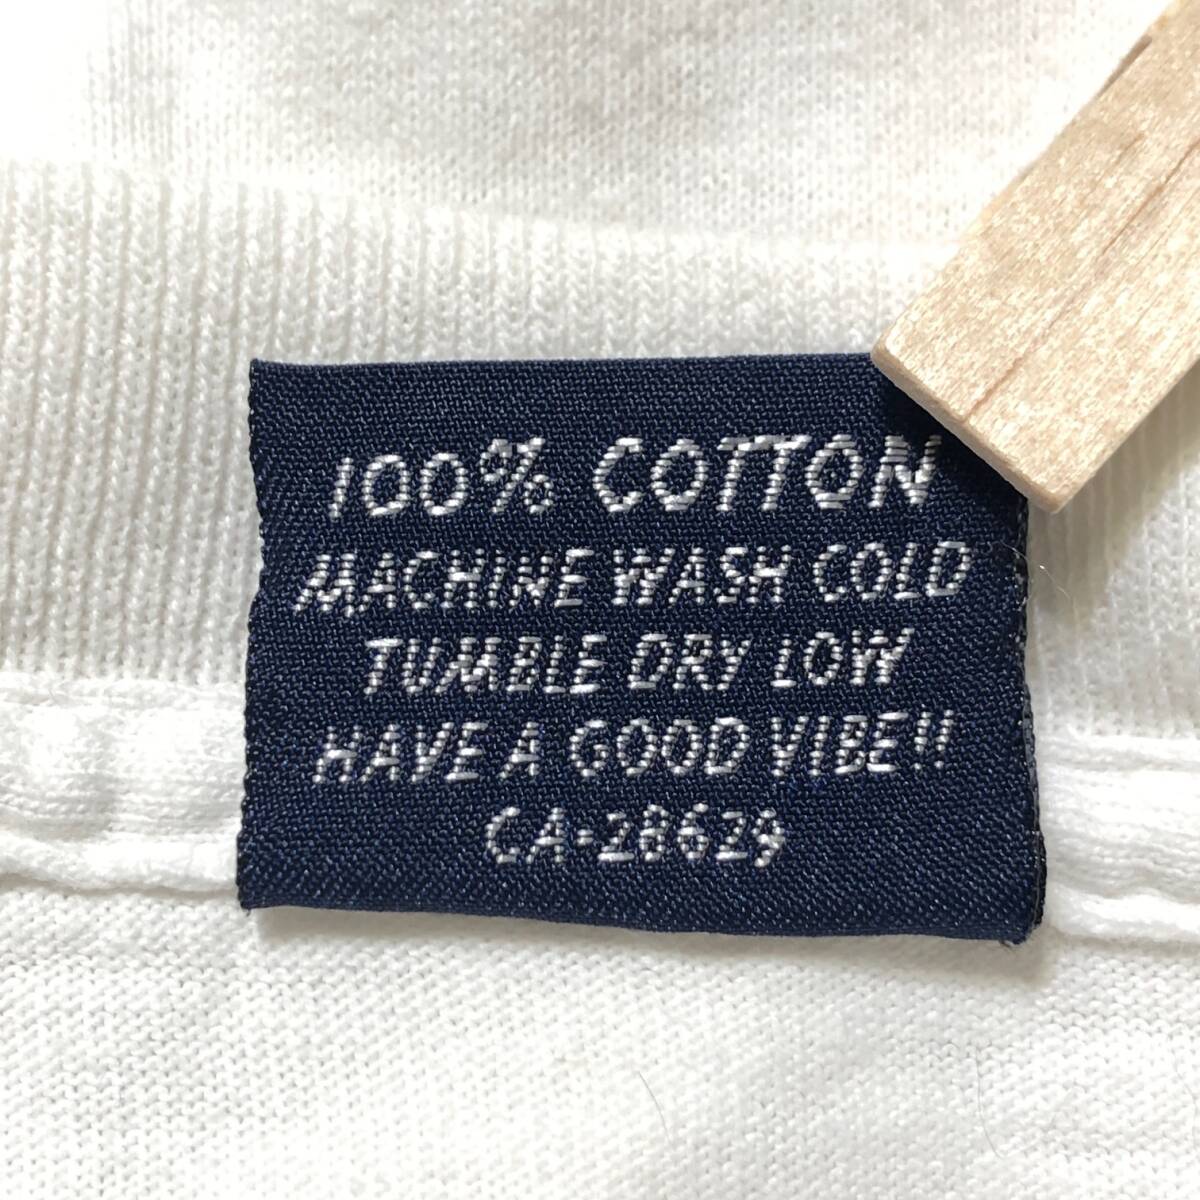 100% COTTON
MACHINE WASH COLD
TUMBLE DRY LOW
HAVE A GOOD VIBE!!
CA-28629